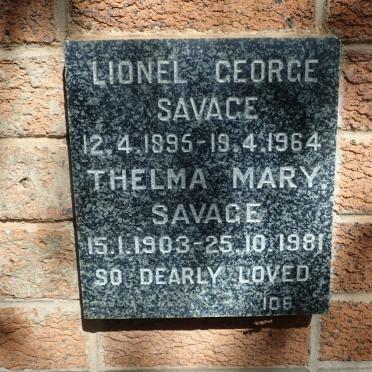 LIONEL GEORGE
SAVAGE
12.4.1895-19.4.1964
THELMA MARY
SAVAGE
15.1.1903-25.10.1981
SO DEARLY LOVED
106